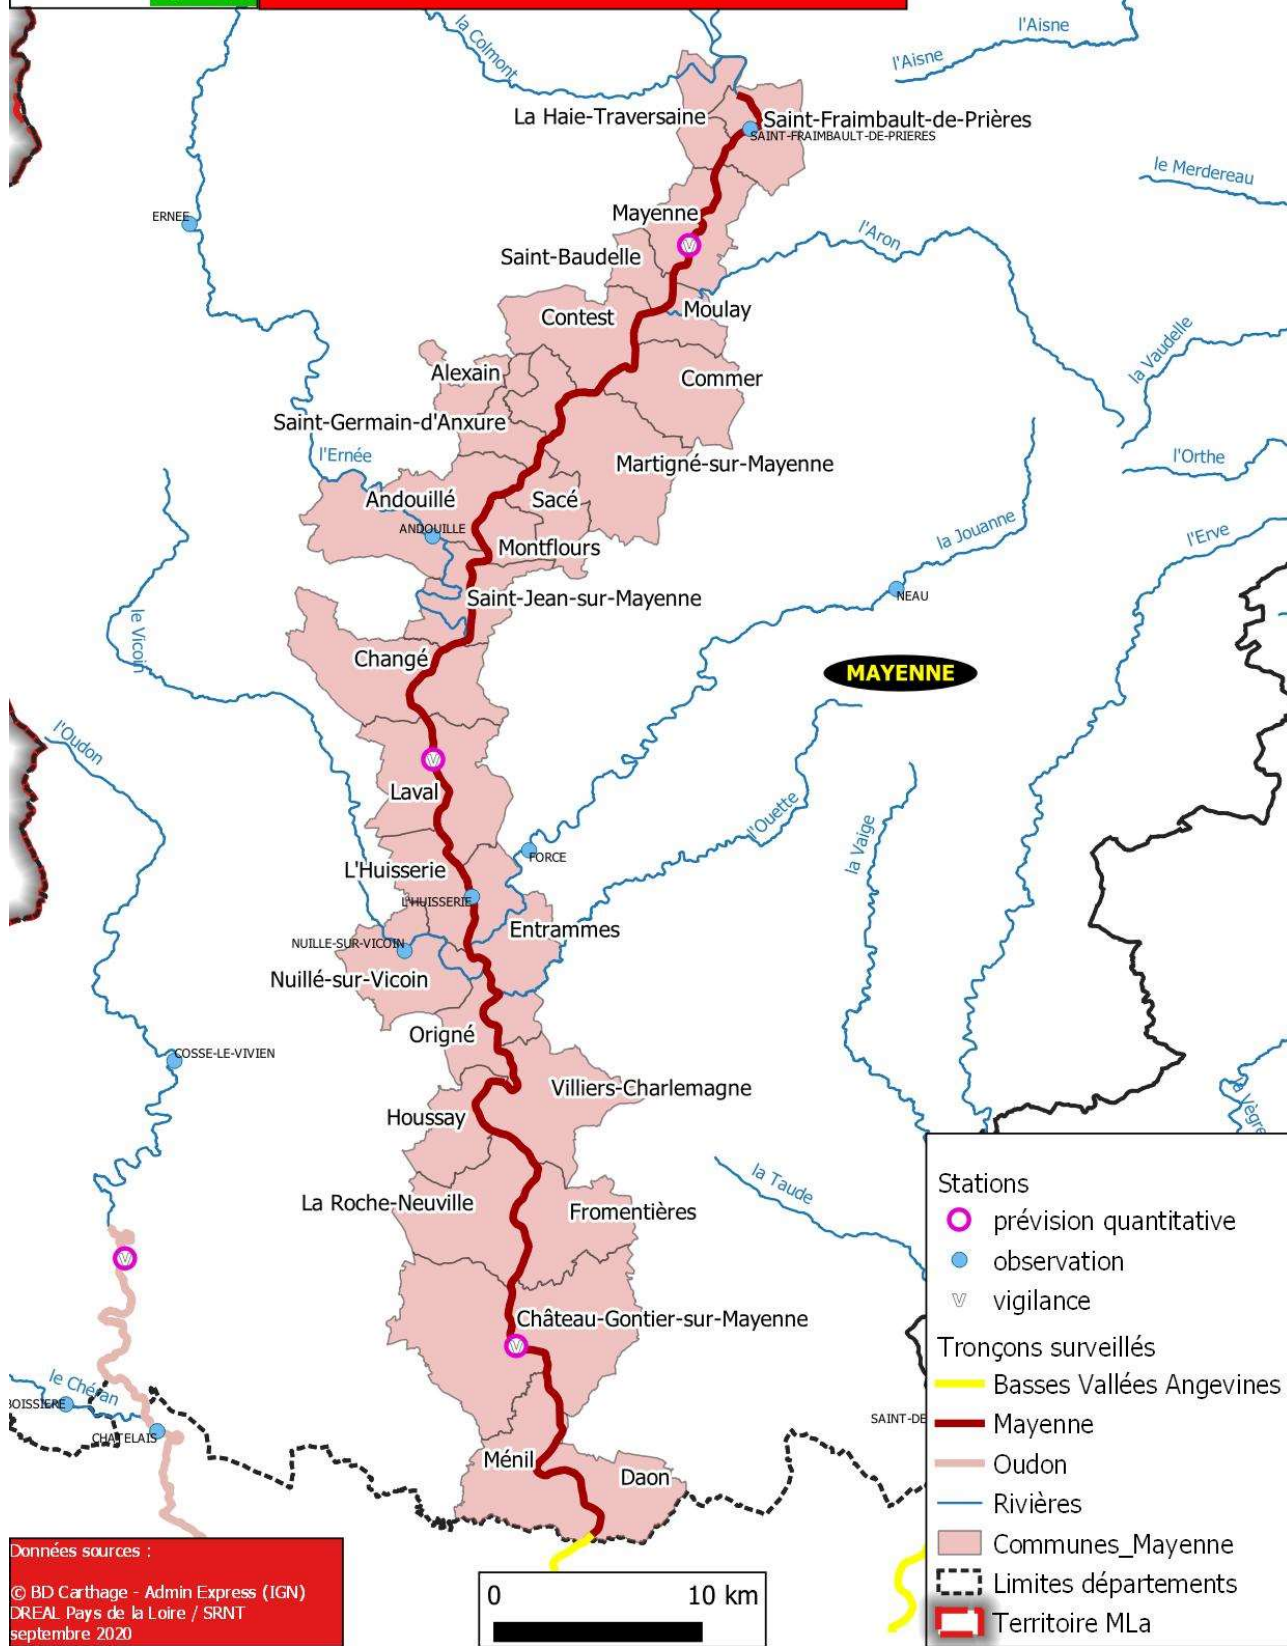 la Colmont
l'Aisne
l'Aisne
La Haie-Traversaine
Saint-Fraimbault-de-Prières
SAINT-FRAIMBAULT-DE-PRIERES
le Merdereau
ERNEE
Mayenne
V
l'Aron
Saint-Baudelle
Contest
Moulay
la Vaudelle
Alexain
Commer
Saint-Germain-d'Anxure
l'Ernée
Martigné-sur-Mayenne
l'Orthe
Andouillé
Sacé
ANDOUILLE
Montflours
la Jouanne
l'Erve
NEAU
Saint-Jean-sur-Mayenne
le Vicoin
Changé
MAYENNE
l'Oudon
V
Laval
l'Ouette
la Vaige
FORCE
L'Huisserie
L'HUISSERIE
Entrammes
NUILLE-SUR-VICOIN
Nuillé-sur-Vicoin
Origné
COSSE-LE-VIVIEN
Villiers-Charlemagne
Houssay
la Vègre
la Taude
La Roche-Neuville
Fromentières
V
Château-Gontier-sur-Mayenne
V
le Chéran
BOISSIERE
CHATELAIS
SAINT-DE
Ménil
Daon
Stations
prévision quantitative
observation
V vigilance
Tronçons surveillés
Basses Vallées Angevines
Mayenne
Oudon
Rivières
Communes_Mayenne
Limites départements
Territoire MLa
Données sources :
© BD Carthage - Admin Express (IGN)
DREAL Pays de la Loire / SRNT
septembre 2020
0 10 km